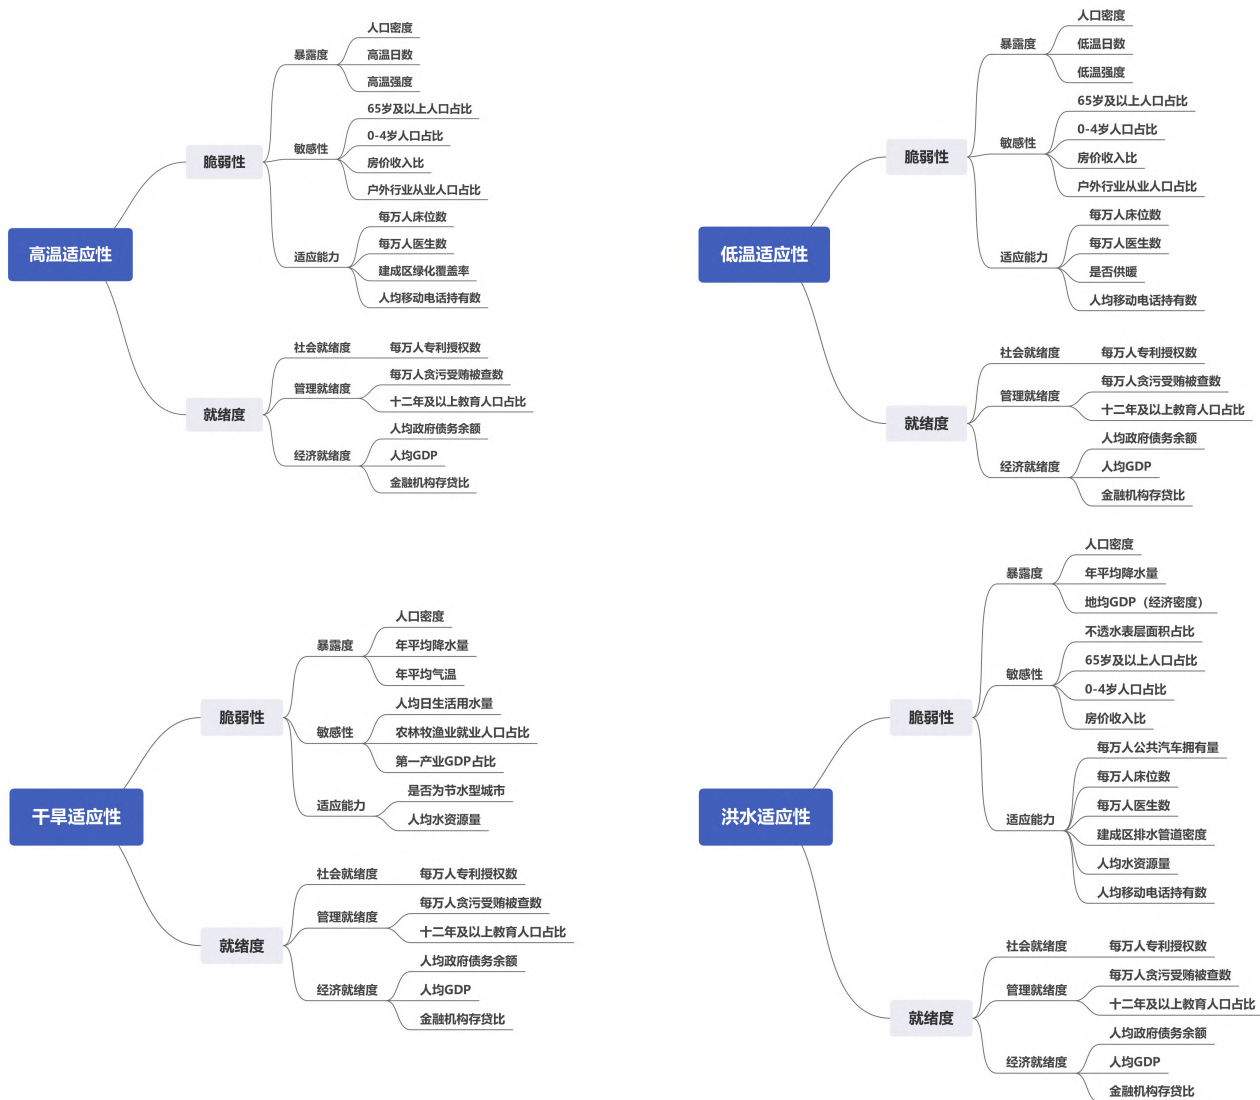 高温适应性
脆弱性
暴露度
人口密度
高温日数
高温强度
敏感性
65岁及以上人口占比
0-4岁人口占比
房价收入比
户外行业从业人口占比
适应能力
每万人床位数
每万人医生数
建成区绿化覆盖率
人均移动电话持有数
就绪度
社会就绪度
每万人专利授权数
管理就绪度
每万人贪污受贿被查数
十二年及以上教育人口占比
经济就绪度
人均政府债务余额
人均GDP
金融机构存贷比
低温适应性
脆弱性
暴露度
人口密度
低温日数
低温强度
敏感性
65岁及以上人口占比
0-4岁人口占比
房价收入比
户外行业从业人口占比
适应能力
每万人床位数
每万人医生数
是否供暖
人均移动电话持有数
就绪度
社会就绪度
每万人专利授权数
管理就绪度
每万人贪污受贿被查数
十二年及以上教育人口占比
经济就绪度
人均政府债务余额
人均GDP
金融机构存贷比
干旱适应性
脆弱性
暴露度
人口密度
年平均降水量
年平均气温
敏感性
人均日生活用水量
农林牧渔业就业人口占比
第一产业GDP占比
适应能力
是否为节水型城市
人均水资源量
就绪度
社会就绪度
每万人专利授权数
管理就绪度
每万人贪污受贿被查数
十二年及以上教育人口占比
经济就绪度
人均政府债务余额
人均GDP
金融机构存贷比
洪水适应性
脆弱性
暴露度
人口密度
年平均降水量
地均GDP（经济密度）
敏感性
不透水表层面积占比
65岁及以上人口占比
0-4岁人口占比
房价收入比
适应能力
每万人公共汽车拥有量
每万人床位数
每万人医生数
建成区排水管道密度
人均水资源量
人均移动电话持有数
就绪度
社会就绪度
每万人专利授权数
管理就绪度
每万人贪污受贿被查数
十二年及以上教育人口占比
经济就绪度
人均政府债务余额
人均GDP
金融机构存贷比